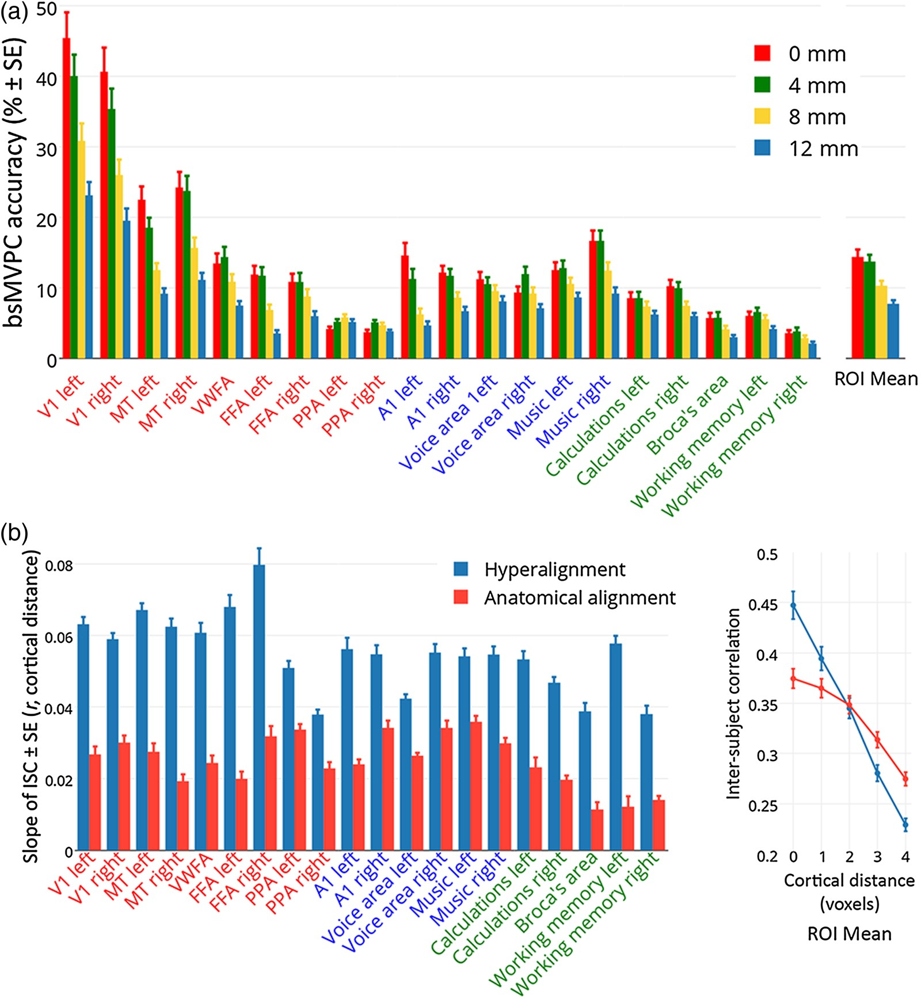 (a)
bsMVPC accuracy (% ± SE)
50
40
30
20
10
0
0 mm
4 mm
8 mm
12 mm
V1 left
V1 right
MT left
MT right
VWFA
FFA left
FFA right
PPA left
PPA right
A1 left
A1 right
Voice area 1eft
Voice area right
Music left
Music right
Calculations left
Calculations right
Broca's area
Working memory left
Working memory right
ROI Mean
(b)
Slope of ISC ± SE (r, cortical distance)
0.08
0.06
0.04
0.02
0
Hyperalignment
Anatomical alignment
V1 left
V1 right
MT left
MT right
VWFA
FFA left
FFA right
PPA left
PPA right
A1 left
A1 right
Voice area left
Voice area right
Music left
Music right
Calculations left
Calculations right
Broca's area
Working memory left
Working memory right
Inter-subject correlation
0.5
0.45
0.4
0.35
0.3
0.25
0.2
0 1 2 3 4
Cortical distance
(voxels)
ROI Mean